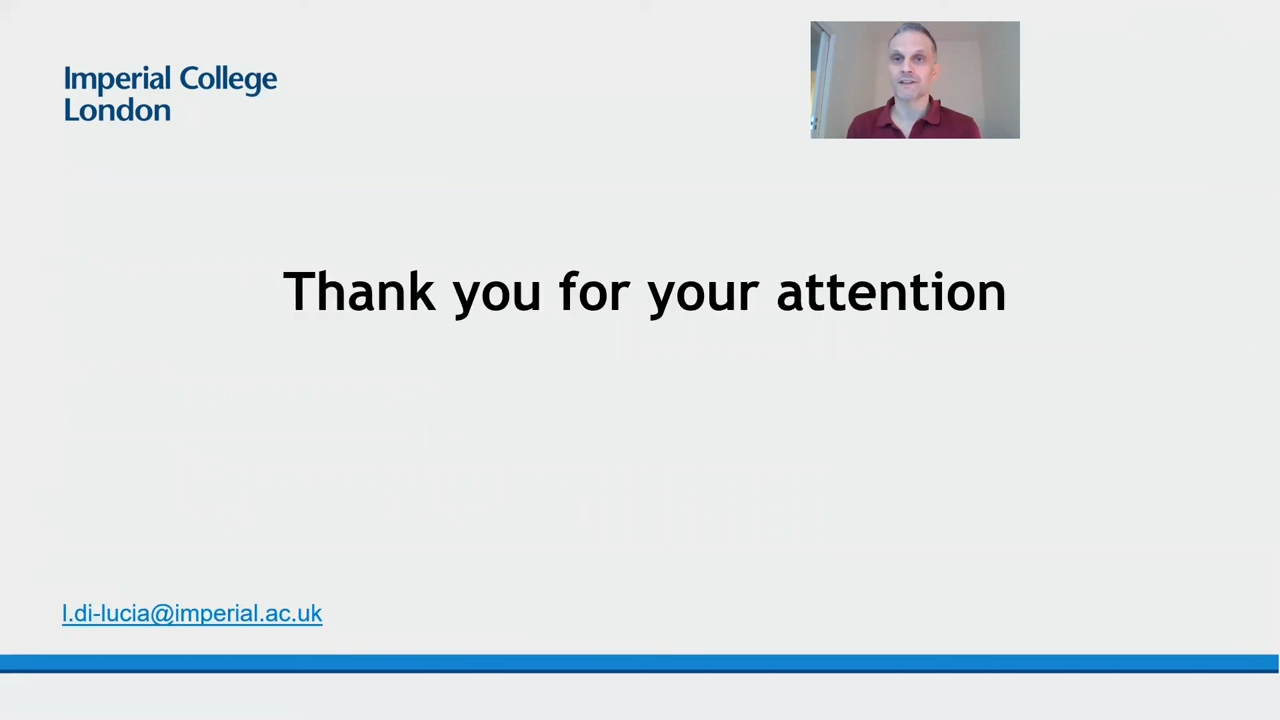 Imperial College
London
Thank you for your attention
l.di-lucia@imperial.ac.uk